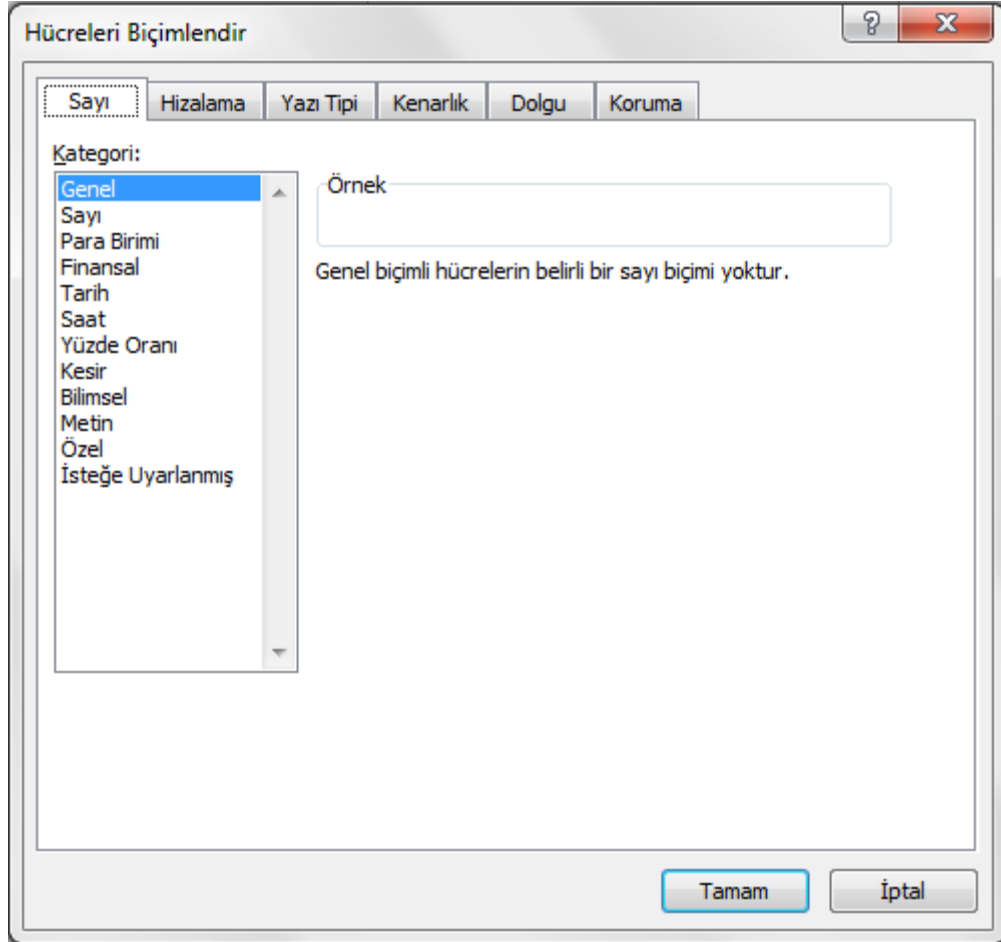 Hücreleri Biçimlendir
Sayı Hizalama Yazı Tipi Kenarlık Dolgu Koruma
Kategori:
Genel
Sayı
Para Birimi
Finansal
Tarih
Saat
Yüzde Oranı
Kesir
Bilimsel
Metin
Özel
İsteğe Uyarlanmış
Örnek
Genel biçimli hücrelerin belirli bir sayı biçimi yoktur.
Tamam İptal